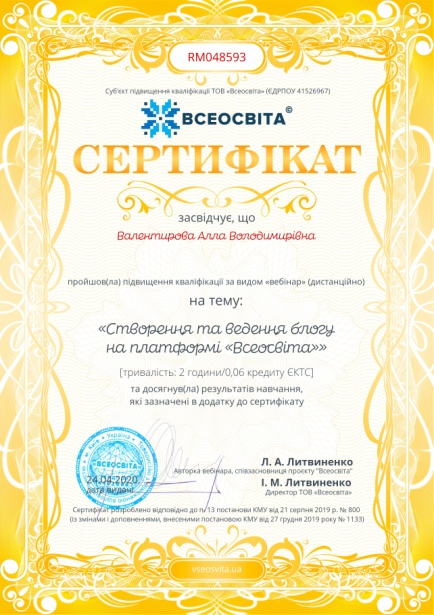 RM048593
Суб'єкт підвищення кваліфікації ТОВ «Всеосвіта» (ЄДРПОУ 41526967)
ВСЕОСВІТА©
СЕРТИФІКАТ
засвідчує, що
Валентирова Алла Володимирівна
пройшов(ла) підвищення кваліфікації за видом «вебінар» (дистанційно)
на тему:
«Створення та ведення блогу
на платформі «Всеосвіта»»
[тривалість: 2 години/0,06 кредиту ЄКТС]
та досягнув(ла) результатів навчання,
які зазначені в додатку до сертифікату
Л. А. Литвиненко
Авторка вебінара, співзасновниця проєкту "Всеосвіта"
І. М. Литвиненко
Директор ТОВ «Всеосвіта»
Україна
ВСЕОСВІТА
24.04.2020
дата видачі
Сертифікат розроблено відповідно до п 13 постанови КМУ від 21 серпня 2019 р. № 800
(із змінами і доповненнями, внесеними постановою КМУ від 27 грудня 2019 року № 1133)
vseosvita.ua